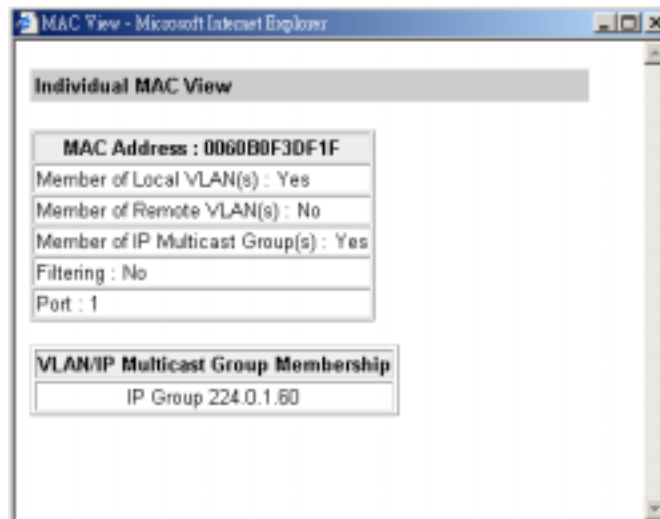 MAC View - Microsoft Internet Explorer
Individual MAC View
MAC Address : 0060B0F3DF1F
Member of Local VLAN(s) : Yes
Member of Remote VLAN(s) : No
Member of IP Multicast Group(s) : Yes
Filtering : No
Port : 1
VLAN/IP Multicast Group Membership
IP Group 224.0.1.60